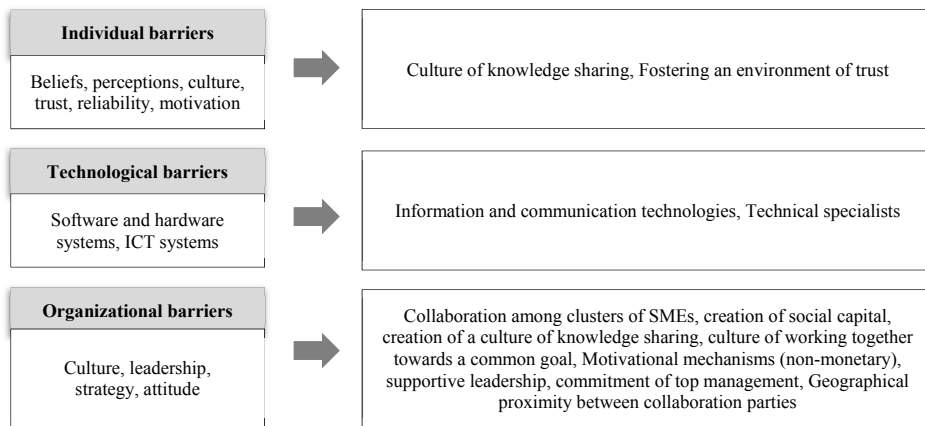 Individual barriers
Beliefs, perceptions, culture,
trust, reliability, motivation
Culture of knowledge sharing, Fostering an environment of trust
Technological barriers
Software and hardware
systems, ICT systems
Information and communication technologies, Technical specialists
Organizational barriers
Culture, leadership,
strategy, attitude
Collaboration among clusters of SMEs, creation of social capital,
creation of a culture of knowledge sharing, culture of working together
towards a common goal, Motivational mechanisms (non-monetary),
supportive leadership, commitment of top management, Geographical
proximity between collaboration parties